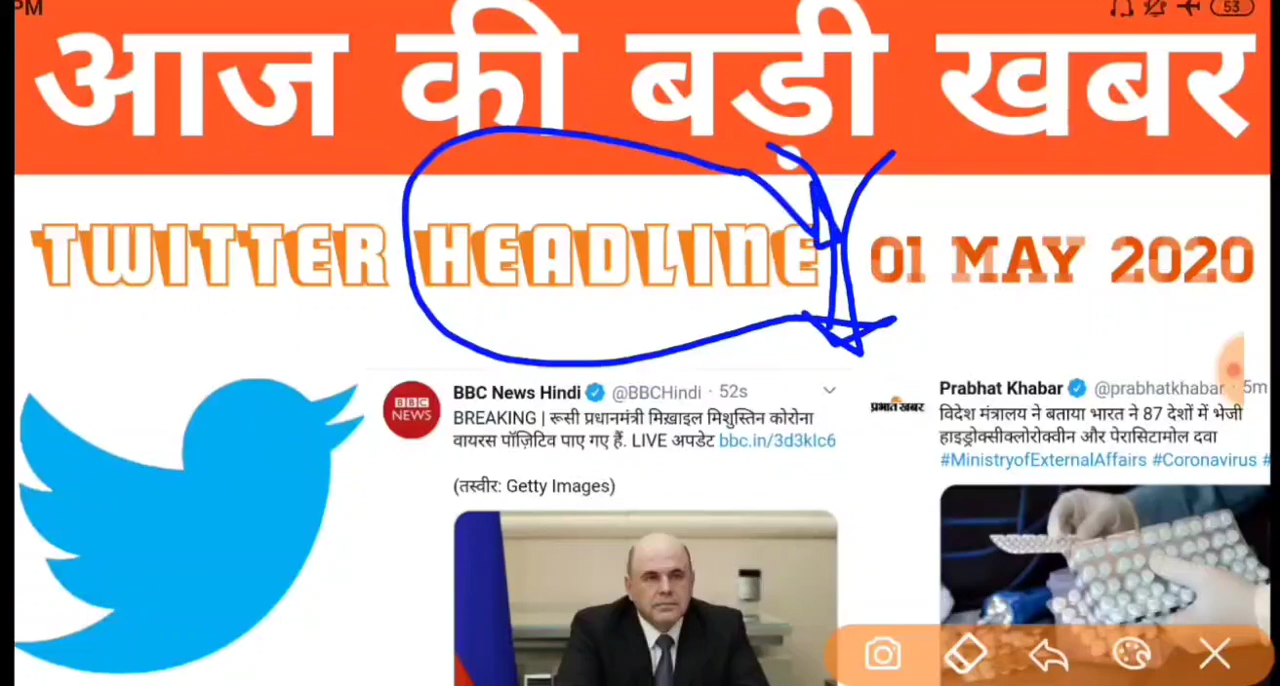 PM
53
आज की बड़ी खबर
TWITTER HEADLINE
01 MAY 2020
BBC NEWS
BBC News Hindi @BBCHindi · 52s
BREAKING | रूसी प्रधानमंत्री मिख़ाइल मिशुस्तिन कोरोना
वायरस पॉज़िटिव पाए गए हैं. LIVE अपडेट bbc.in/3d3klc6
(तस्वीर: Getty Images)
प्रभात खबर
Prabhat Khabar @prabhatkhabar · 5m
विदेश मंत्रालय ने बताया भारत ने 87 देशों में भेजी
हाइड्रोक्सीक्लोरोक्वीन और पेरासिटामोल दवा
#MinistryofExternalAffairs #Coronavirus #